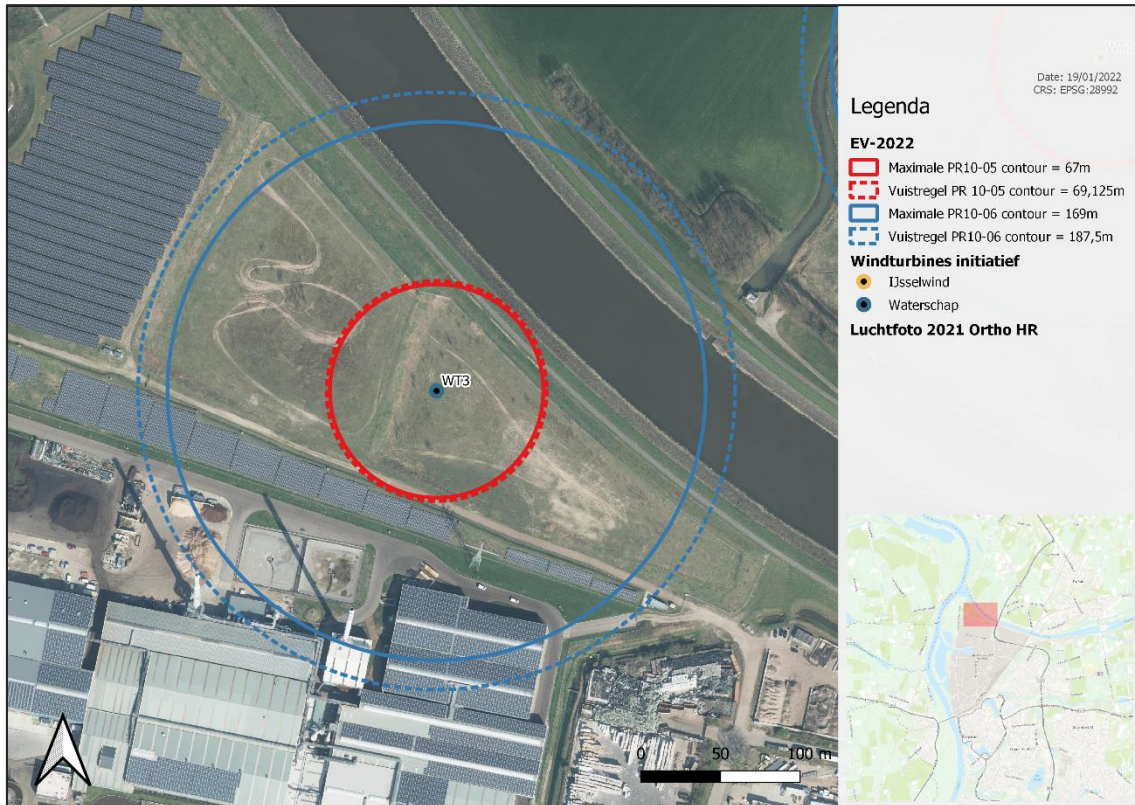 WT3
Date: 19/01/2022
CRS: EPSG:28992
Legenda
EV-2022
Maximale PR10-05 contour = 67m
Vuistregel PR 10-05 contour = 69,125m
Maximale PR10-06 contour = 169m
Vuistregel PR10-06 contour = 187,5m
Windturbines initiatief
IJsselwind
Waterschap
Luchtfoto 2021 Ortho HR
0 50 100 m